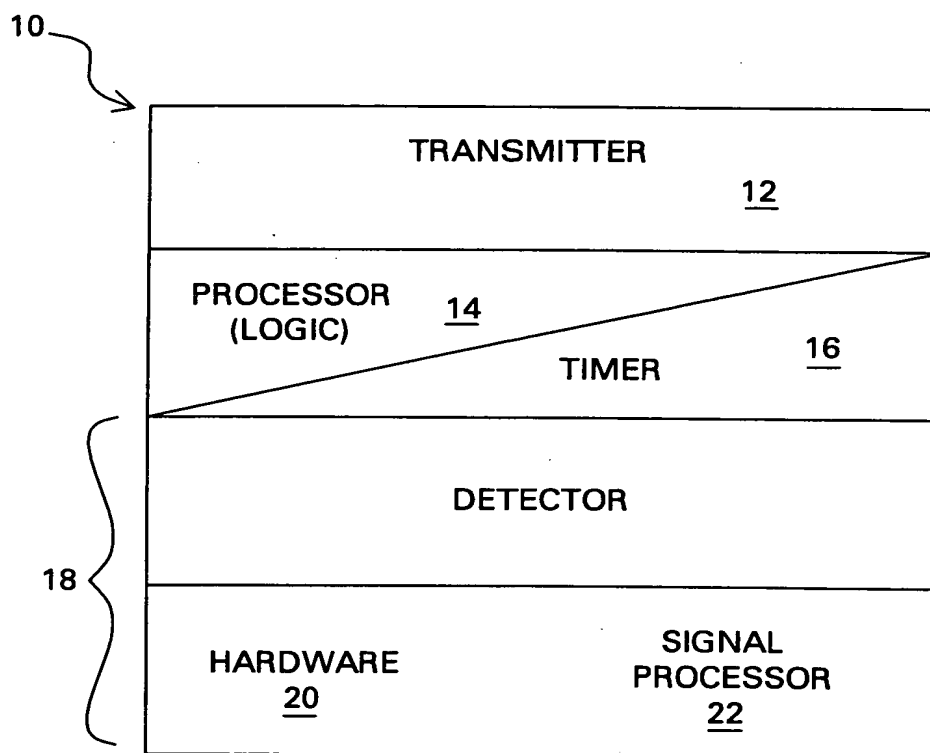 10
TRANSMITTER
12
PROCESSOR
(LOGIC)
14
TIMER
16
18
DETECTOR
HARDWARE
20
SIGNAL
PROCESSOR
22